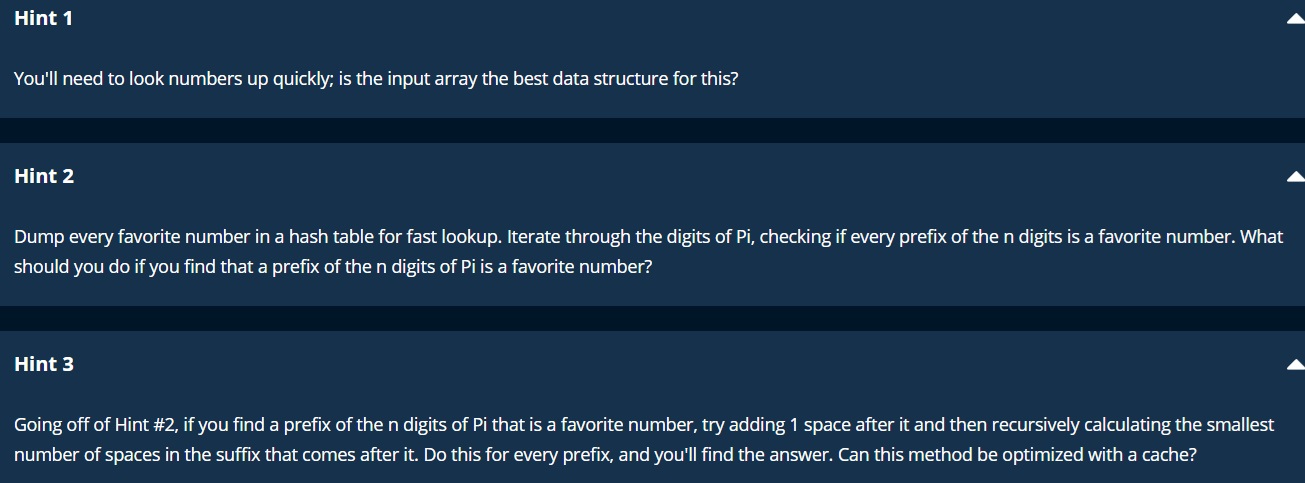 Hint 1
You'll need to look numbers up quickly; is the input array the best data structure for this?
Hint 2
Dump every favorite number in a hash table for fast lookup. Iterate through the digits of Pi, checking if every prefix of the n digits is a favorite number. What
should you do if you find that a prefix of the n digits of Pi is a favorite number?
Hint 3
Going off of Hint #2, if you find a prefix of the n digits of Pi that is a favorite number, try adding 1 space after it and then recursively calculating the smallest
number of spaces in the suffix that comes after it. Do this for every prefix, and you'll find the answer. Can this method be optimized with a cache?